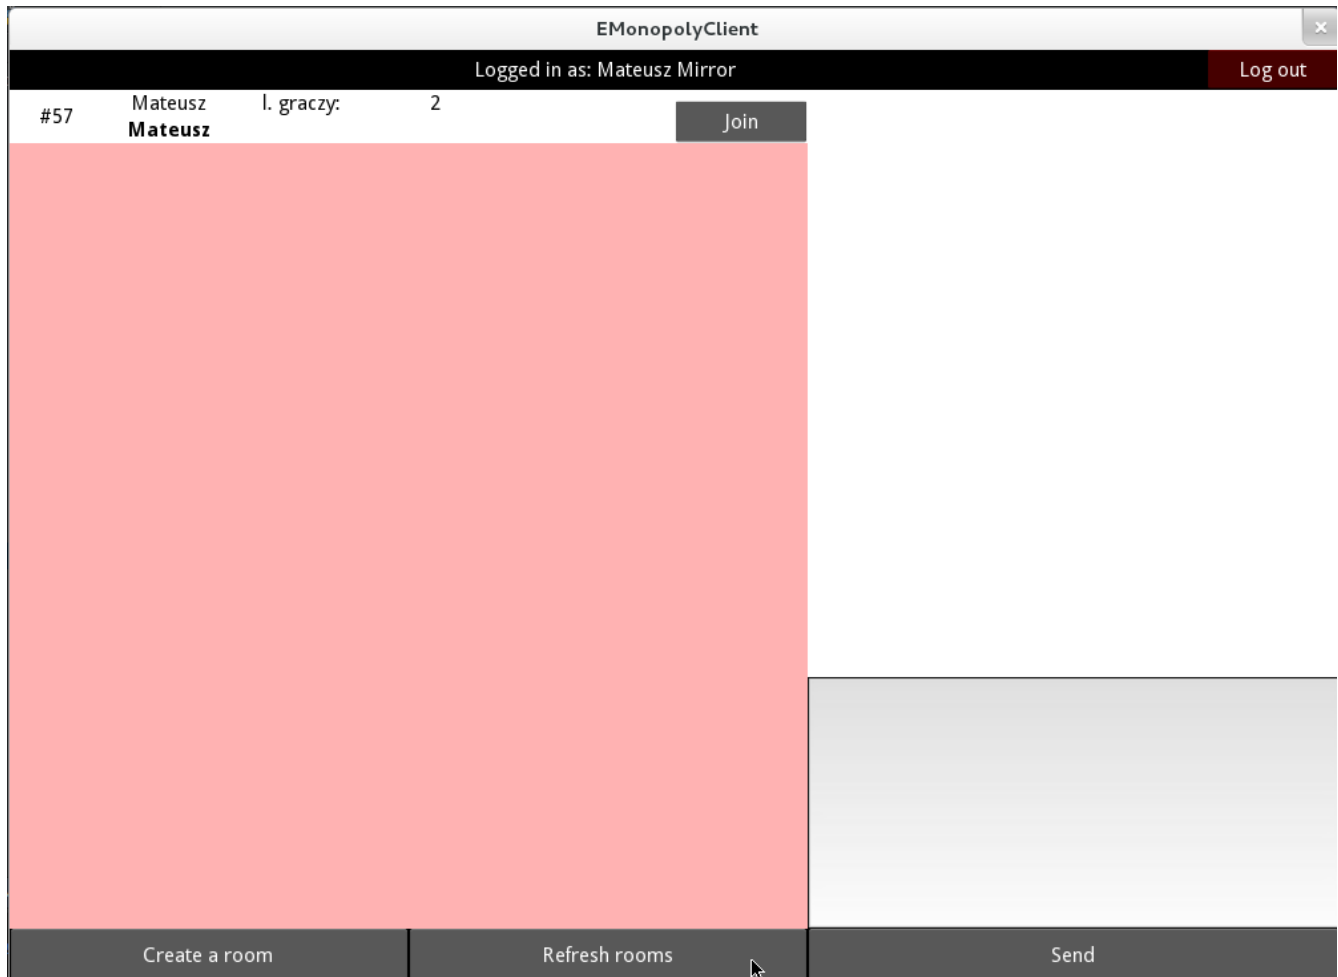 EMonopolyClient
Logged in as: Mateusz Mirror
Log out
#57
Mateusz
Mateusz
l. graczy:
2
Join
Create a room
Refresh rooms
Send